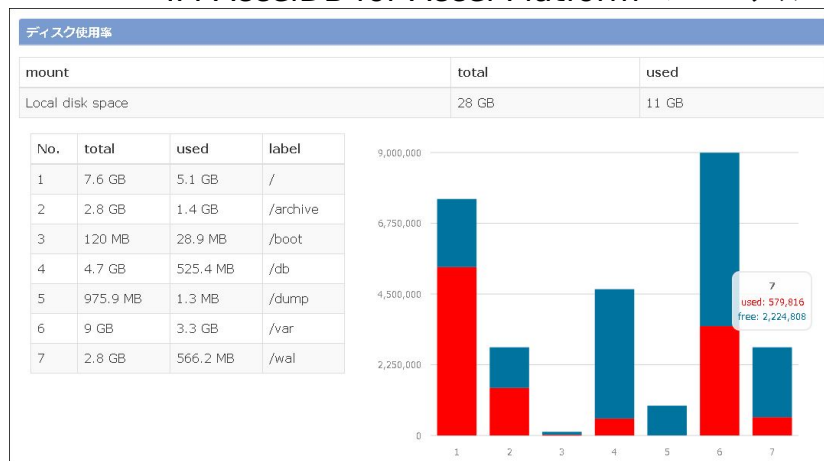 ディスク使用率
mount total used
Local disk space 28 GB 11 GB
No. total used label
1 7.6 GB 5.1 GB /
2 2.8 GB 1.4 GB /archive
3 120 MB 28.9 MB /boot
4 4.7 GB 525.4 MB /db
5 975.9 MB 1.3 MB /dump
6 9 GB 3.3 GB /var
7 2.8 GB 566.2 MB /wal
9,000,000
6,750,000
4,500,000
2,250,000
0
7
used: 579,816
free: 2,224,808
1 2 3 4 5 6 7